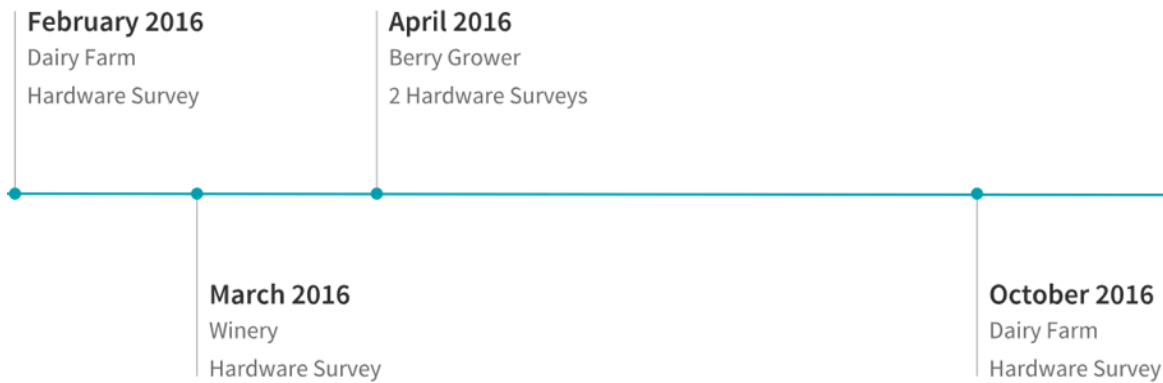 February 2016
Dairy Farm
Hardware Survey
April 2016
Berry Grower
2 Hardware Surveys
March 2016
Winery
Hardware Survey
October 2016
Dairy Farm
Hardware Survey